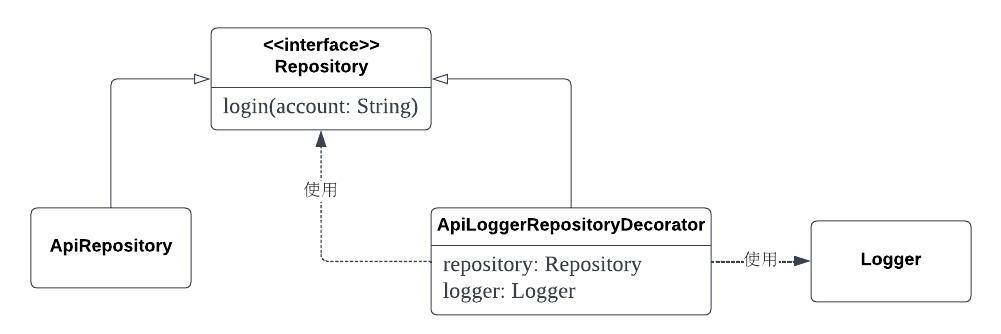 <<interface>>
Repository
login(account: String)
使用
ApiRepository
ApiLoggerRepositoryDecorator
repository: Repository
logger: Logger
使用
Logger